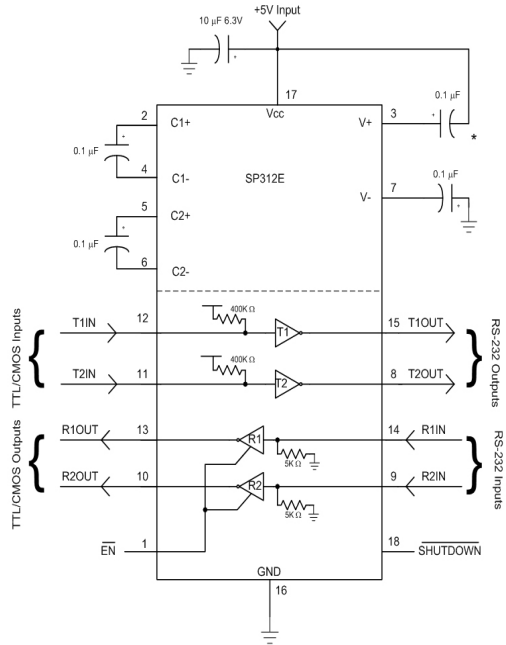 +5V Input
10 μF 6.3V
+
17
Vcc
2
C1+
3
V+
0.1 μF
+
*
0.1 μF
+
4
C1-
SP312E
7
V-
0.1 μF
+
5
C2+
0.1 μF
+
6
C2-
TTL/CMOS Inputs
T1IN
12
400K Ω
T1
15
T1OUT
RS-232 Outputs
T2IN
11
400K Ω
T2
8
T2OUT
TTL/CMOS Outputs
R1OUT
13
R1
5K Ω
14
R1IN
RS-232 Inputs
R2OUT
10
R2
5K Ω
9
R2IN
EN
1
18
SHUTDOWN
GND
16